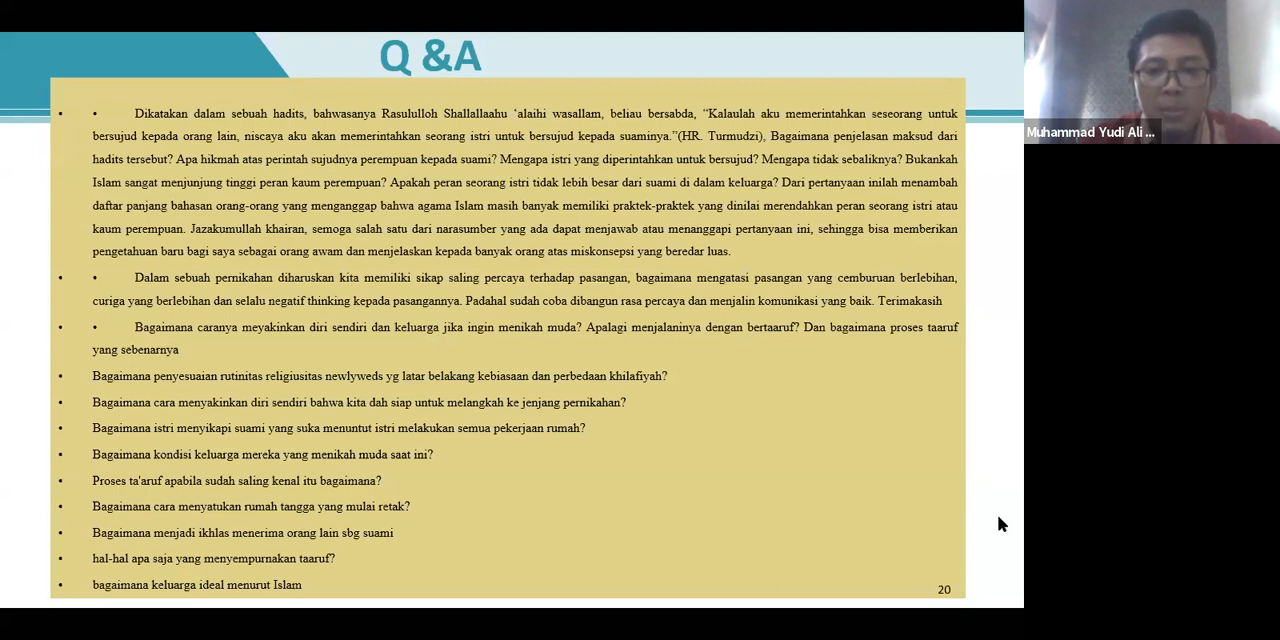 Q &A
• • Dikatakan dalam sebuah hadits, bahwasanya Rasululloh Shallallaahu ‘alaihi wasallam, beliau bersabda, “Kalaulah aku memerintahkan seseorang untuk
bersujud kepada orang lain, niscaya aku akan memerintahkan seorang istri untuk bersujud kepada suaminya.”(HR. Turmudzi), Bagaimana penjelasan maksud dari
hadits tersebut? Apa hikmah atas perintah sujudnya perempuan kepada suami? Mengapa istri yang diperintahkan untuk bersujud? Mengapa tidak sebaliknya? Bukankah
Islam sangat menjunjung tinggi peran kaum perempuan? Apakah peran seorang istri tidak lebih besar dari suami di dalam keluarga? Dari pertanyaan inilah menambah
daftar panjang bahasan orang-orang yang menganggap bahwa agama Islam masih banyak memiliki praktek-praktek yang dinilai merendahkan peran seorang istri atau
kaum perempuan. Jazakumullah khairan, semoga salah satu dari narasumber yang ada dapat menjawab atau menanggapi pertanyaan ini, sehingga bisa memberikan
pengetahuan baru bagi saya sebagai orang awam dan menjelaskan kepada banyak orang atas miskonsepsi yang beredar luas.
• • Dalam sebuah pernikahan diharuskan kita memiliki sikap saling percaya terhadap pasangan, bagaimana mengatasi pasangan yang cemburuan berlebihan,
curiga yang berlebihan dan selalu negatif thinking kepada pasangannya. Padahal sudah coba dibangun rasa percaya dan menjalin komunikasi yang baik. Terimakasih
• • Bagaimana caranya meyakinkan diri sendiri dan keluarga jika ingin menikah muda? Apalagi menjalaninya dengan bertaaruf? Dan bagaimana proses taaruf
yang sebenarnya
• Bagaimana penyesuaian rutinitas religiusitas newlyweds yg latar belakang kebiasaan dan perbedaan khilafiyah?
• Bagaimana cara menyakinkan diri sendiri bahwa kita dah siap untuk melangkah ke jenjang pernikahan?
• Bagaimana istri menyikapi suami yang suka menuntut istri melakukan semua pekerjaan rumah?
• Bagaimana kondisi keluarga mereka yang menikah muda saat ini?
• Proses ta'aruf apabila sudah saling kenal itu bagaimana?
• Bagaimana cara menyatukan rumah tangga yang mulai retak?
• Bagaimana menjadi ikhlas menerima orang lain sbg suami
• hal-hal apa saja yang menyempurnakan taaruf?
• bagaimana keluarga ideal menurut Islam
20
Muhammad Yudi Ali ...